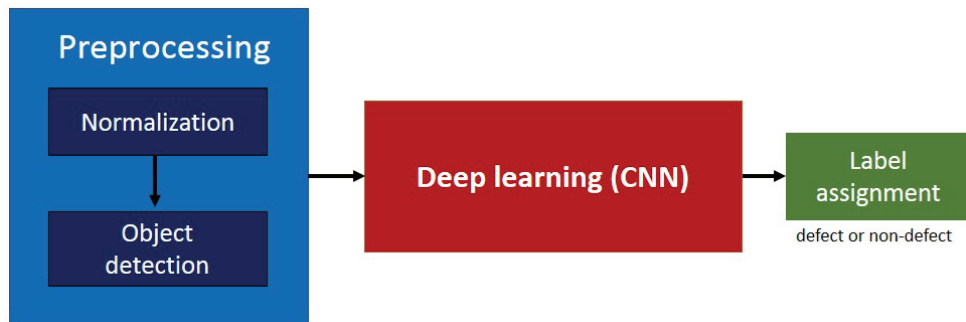 Preprocessing
Normalization
Object
detection
Deep learning (CNN)
Label
assignment
defect or non-defect